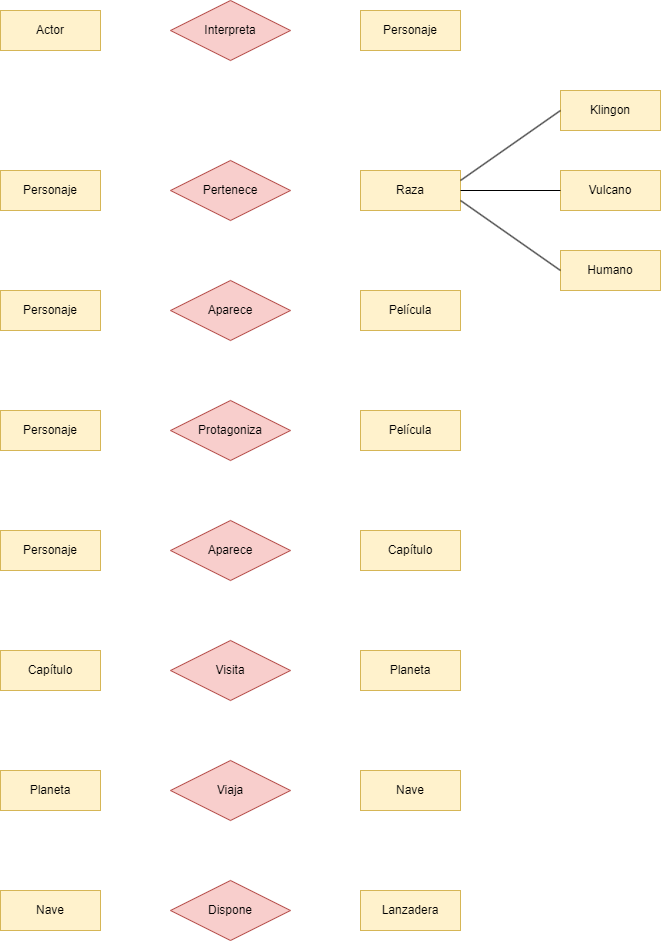 Actor
Interpreta
Personaje
Klingon
Personaje
Pertenece
Raza
Vulcano
Humano
Personaje
Aparece
Película
Personaje
Protagoniza
Película
Personaje
Aparece
Capítulo
Capítulo
Visita
Planeta
Planeta
Viaja
Nave
Nave
Dispone
Lanzadera